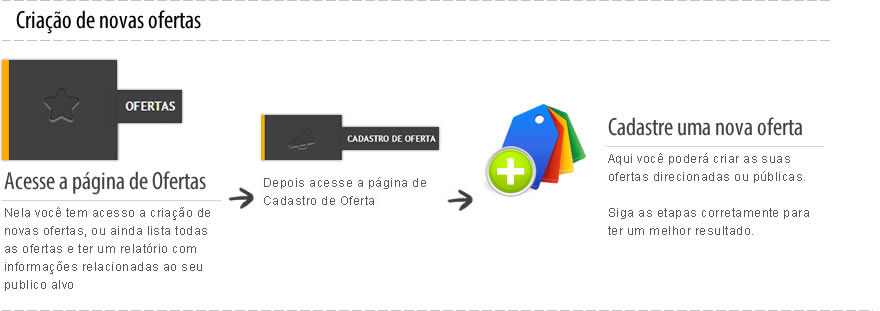 Criação de novas ofertas
OFERTAS
Acesse a página de Ofertas
Nela você tem acesso a criação de
novas ofertas, ou ainda lista todas
as ofertas e ter um relatório com
informações relacionadas ao seu
publico alvo
CADASTRO DE OFERTA
Depois acesse a página de
Cadastro de Oferta
Cadastre uma nova oferta
Aqui você poderá criar as suas
ofertas direcionadas ou públicas.
Siga as etapas corretamente para
ter um melhor resultado.